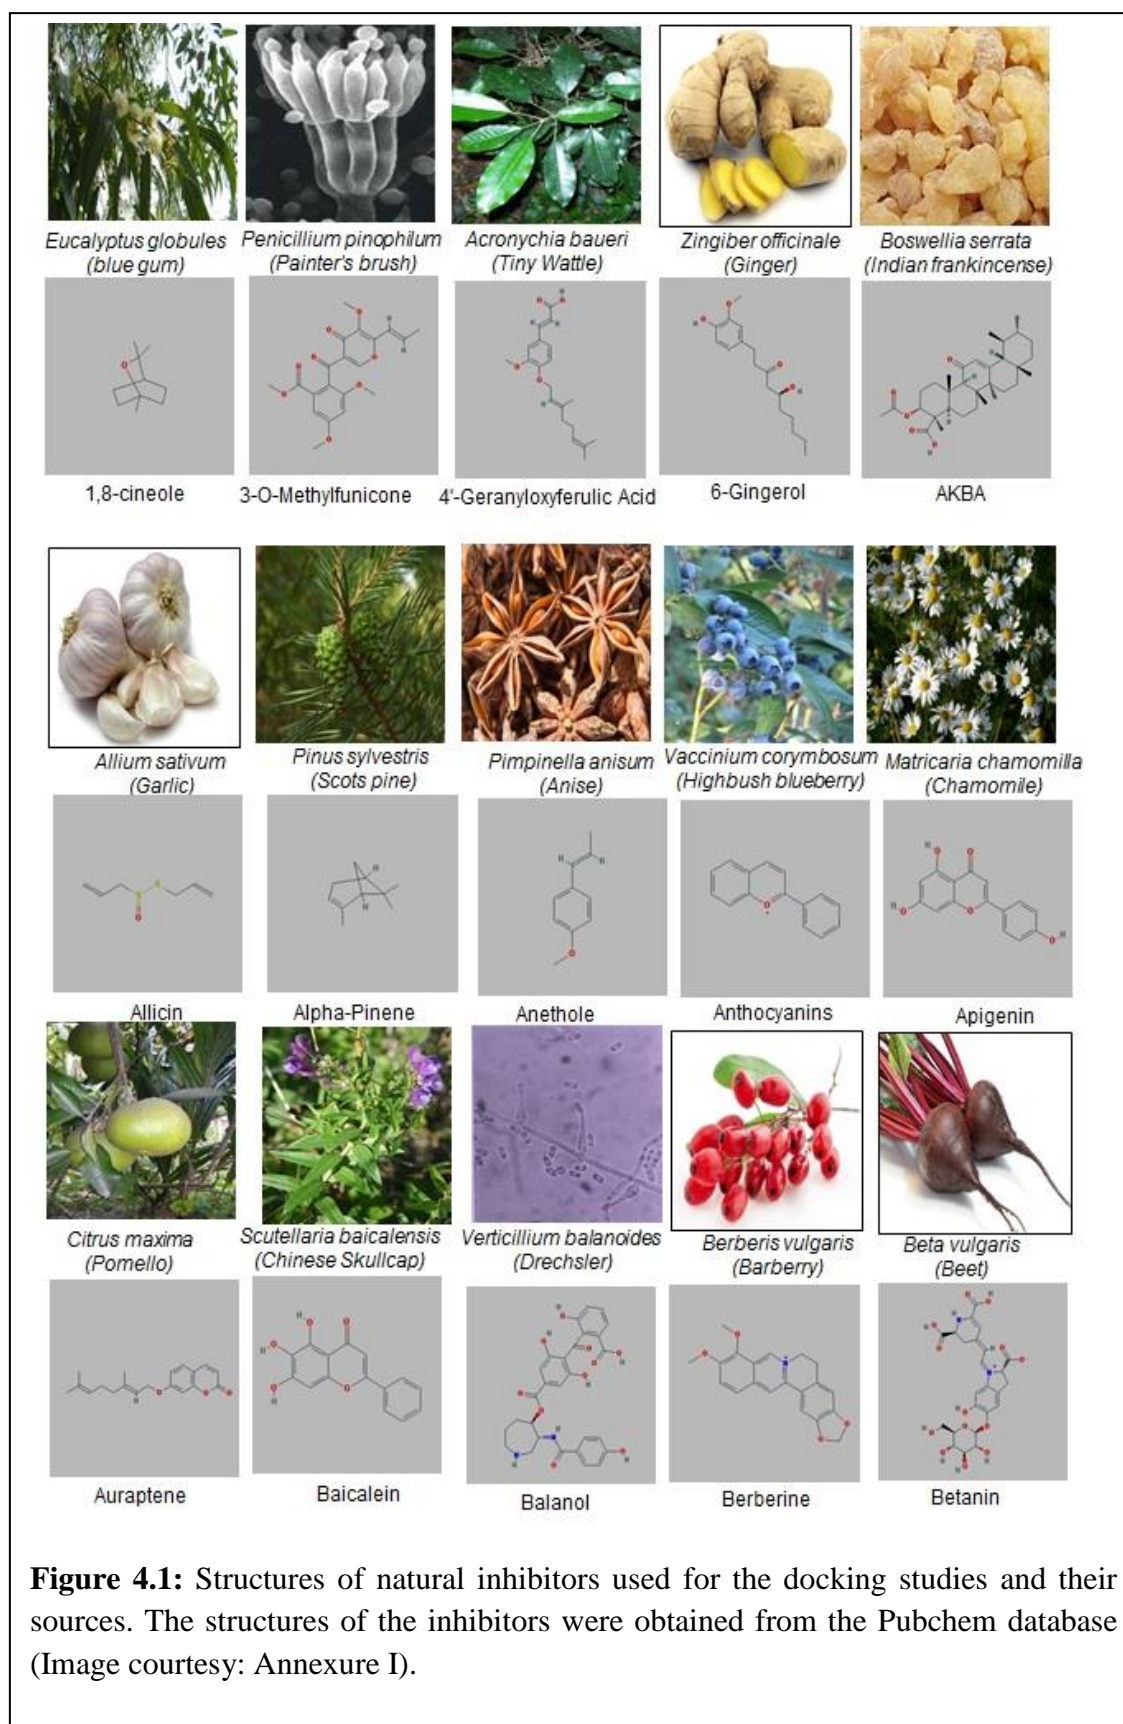 Eucalyptus globules
(blue gum)
Penicillium pinophilum
(Painter's brush)
Acronychia baueri
(Tiny Wattle)
Zingiber officinale
(Ginger)
Boswellia serrata
(Indian frankincense)
1,8-cineole
3-O-Methylfunicone
4'-Geranyloxyferulic Acid
6-Gingerol
AKBA
Allium sativum
(Garlic)
Pinus sylvestris
(Scots pine)
Pimpinella anisum
(Anise)
Vaccinium corymbosum
(Highbush blueberry)
Matricaria chamomilla
(Chamomile)
Allicin
Alpha-Pinene
Anethole
Anthocyanins
Apigenin
Citrus maxima
(Pomello)
Scutellaria baicalensis
(Chinese Skullcap)
Verticillium balanoides
(Drechsler)
Berberis vulgaris
(Barberry)
Beta vulgaris
(Beet)
Auraptene
Baicalein
Balanol
Berberine
Betanin
Figure 4.1: Structures of natural inhibitors used for the docking studies and their
sources. The structures of the inhibitors were obtained from the Pubchem database
(Image courtesy: Annexure I).